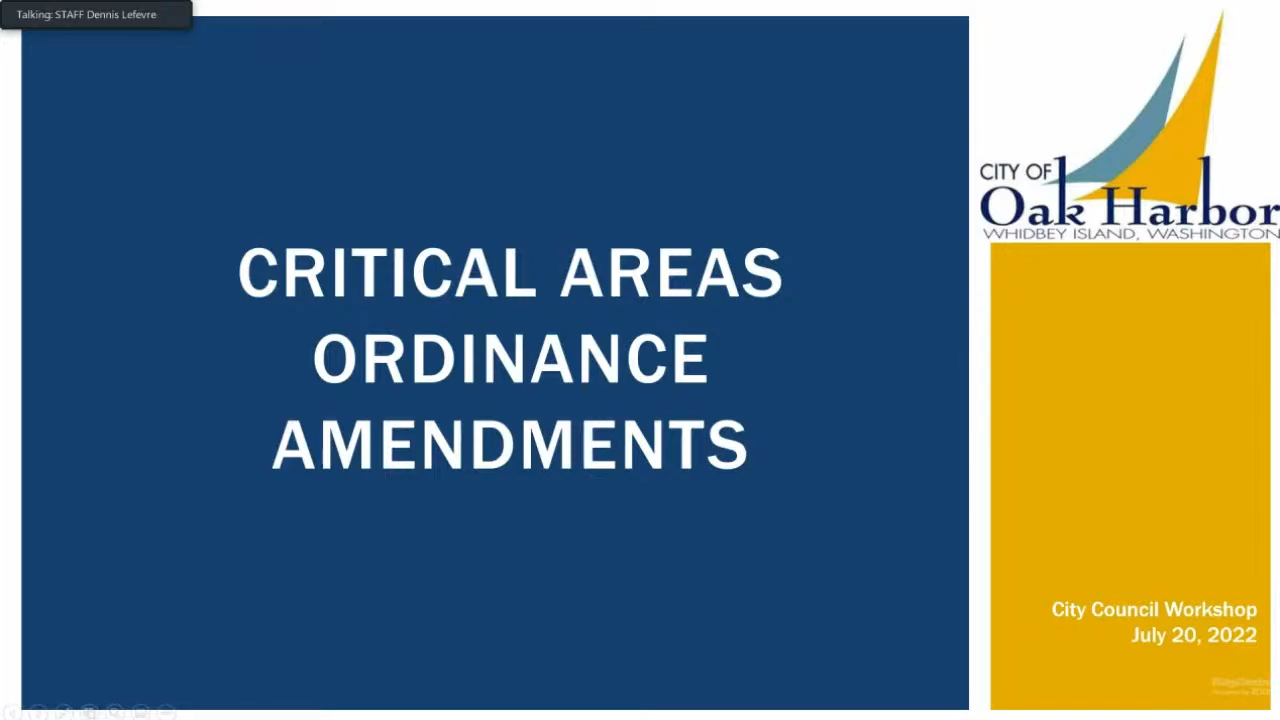 Talking: STAFF Dennis Lefevre
CRITICAL AREAS
ORDINANCE
AMENDMENTS
CITY OF
Oak Harbor
WHIDBEY ISLAND, WASHINGTON
City Council Workshop
July 20, 2022